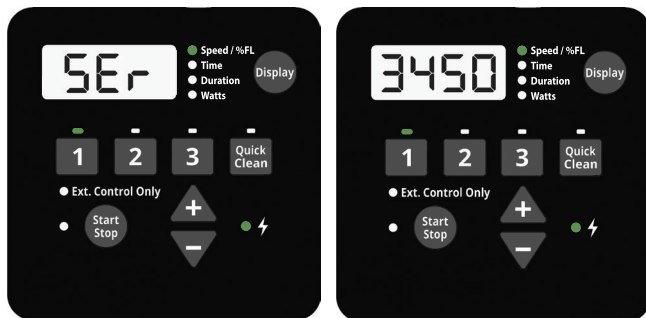 SEr
Speed / %FL
Time
Duration
Watts
Display
1 2 3 Quick Clean
Ext. Control Only
Start Stop
+
−
3450
Speed / %FL
Time
Duration
Watts
Display
1 2 3 Quick Clean
Ext. Control Only
Start Stop
+
−